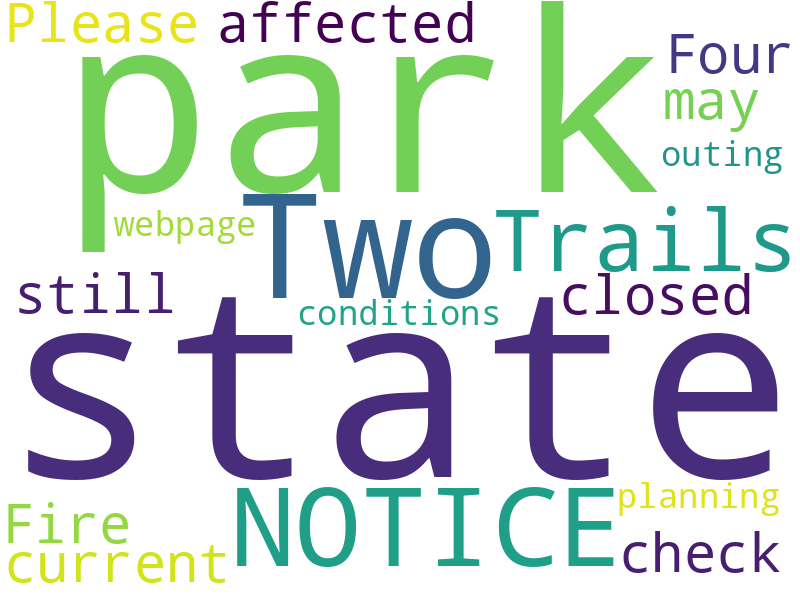 Please affected
park
Four
may
outing
webpage
Two
Trails
still
conditions
closed
state
Fire
NOTICE
planning
current
check